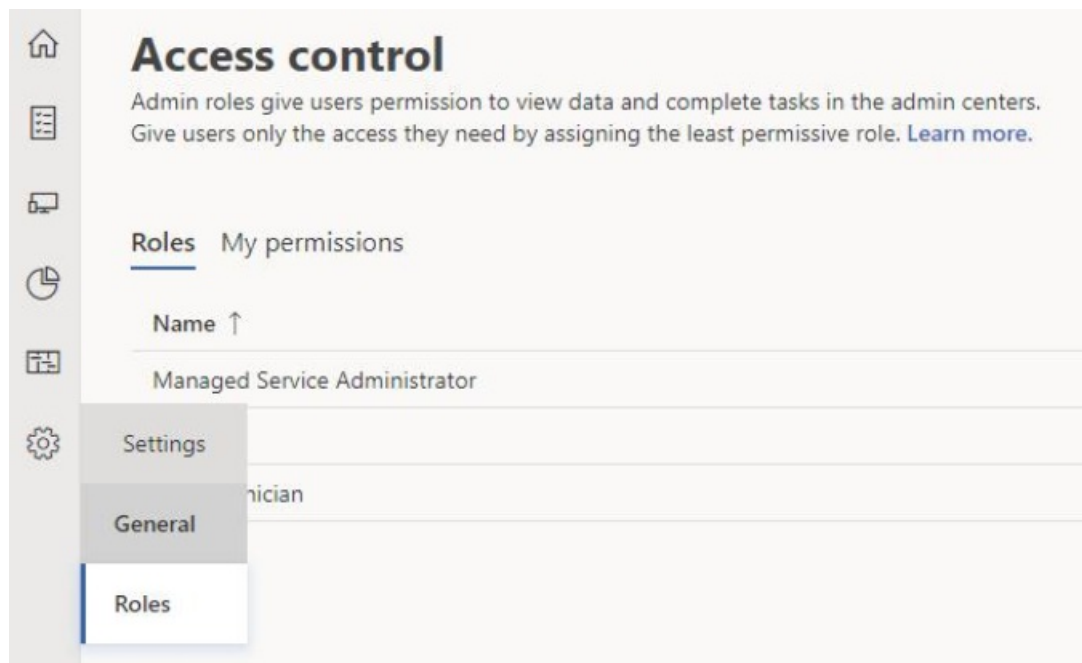 Access control
Admin roles give users permission to view data and complete tasks in the admin centers.
Give users only the access they need by assigning the least permissive role. Learn more.
Roles My permissions
Name ↑
Managed Service Administrator
Settings
nician
General
Roles